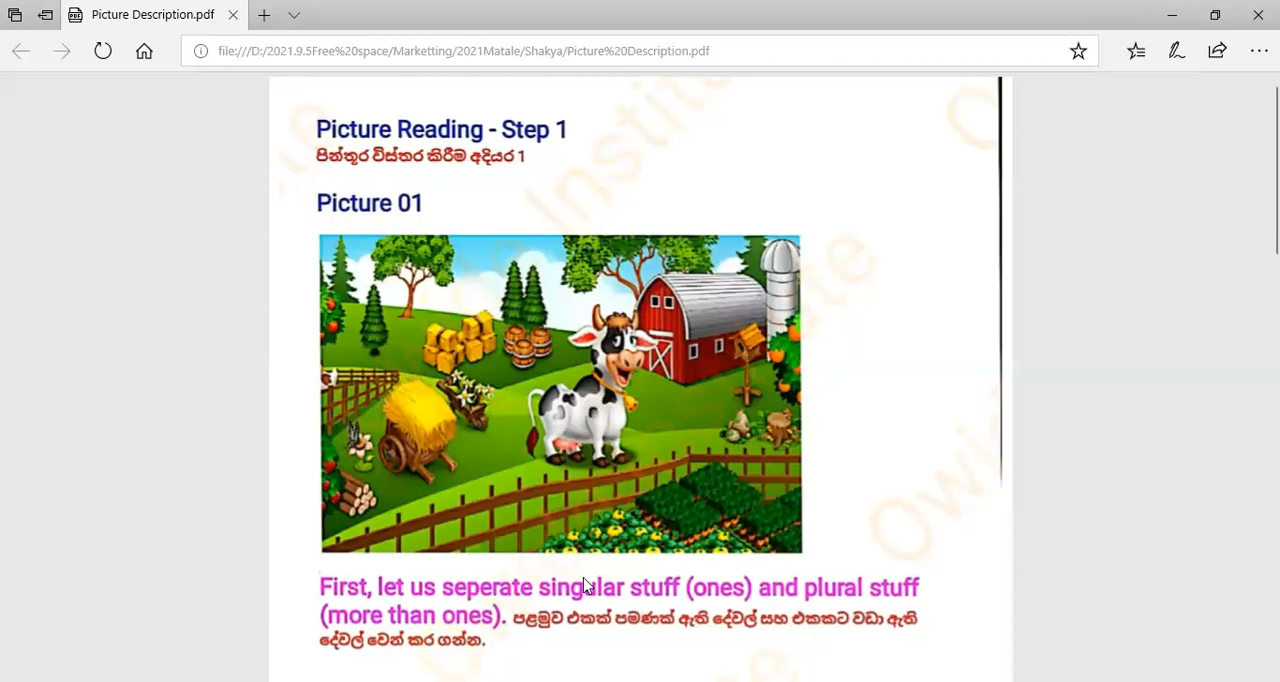 Picture Description.pdf
file:///D:/2021.9.5Free%20space/Marketting/2021Matale/Shakya/Picture%20Description.pdf
Picture Reading - Step 1
පින්තූර විස්තර කිරීම අදියර 1
Picture 01
First, let us seperate singular stuff (ones) and plural stuff
(more than ones). පළමුව එකක් පමණක් ඇති දේවල් සහ එකකට වඩා ඇති
දේවල් වෙන් කර ගන්න.